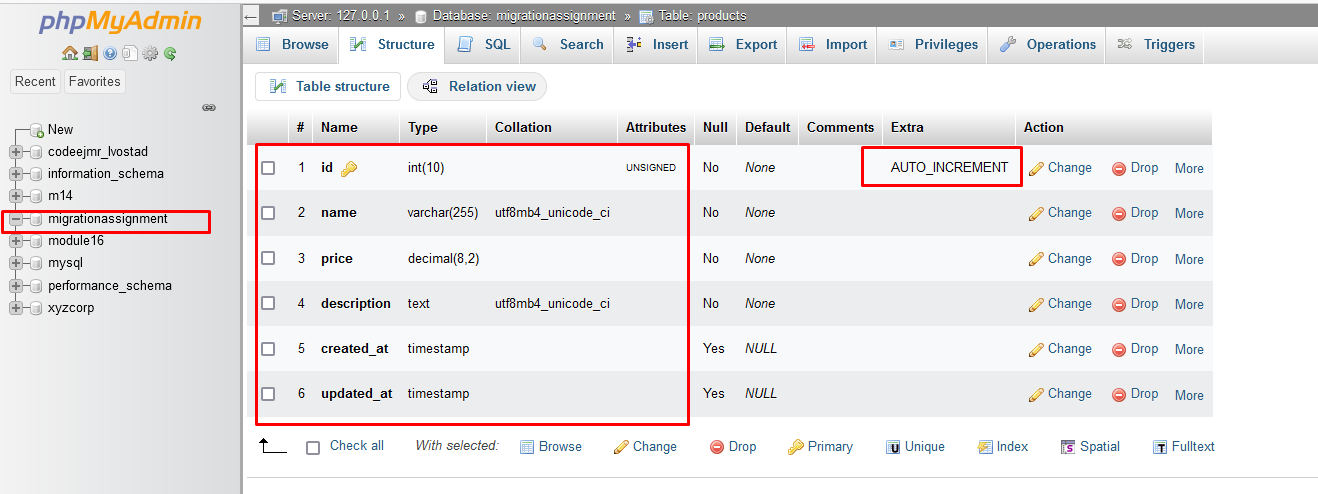 phpMyAdmin
Recent Favorites
New
codeejmr_lvostad
information_schema
m14
migrationassignment
module16
mysql
performance_schema
xyzcorp
Server: 127.0.0.1 » Database: migrationassignment » Table: products
Browse Structure SQL Search Insert Export Import Privileges Operations Triggers
Table structure Relation view
# Name Type Collation Attributes Null Default Comments Extra Action
1 id int(10) UNSIGNED No None AUTO_INCREMENT Change Drop More
2 name varchar(255) utf8mb4_unicode_ci No None Change Drop More
3 price decimal(8,2) No None Change Drop More
4 description text utf8mb4_unicode_ci No None Change Drop More
5 created_at timestamp Yes NULL Change Drop More
6 updated_at timestamp Yes NULL Change Drop More
Check all With selected: Browse Change Drop Primary Unique Index Spatial Fulltext